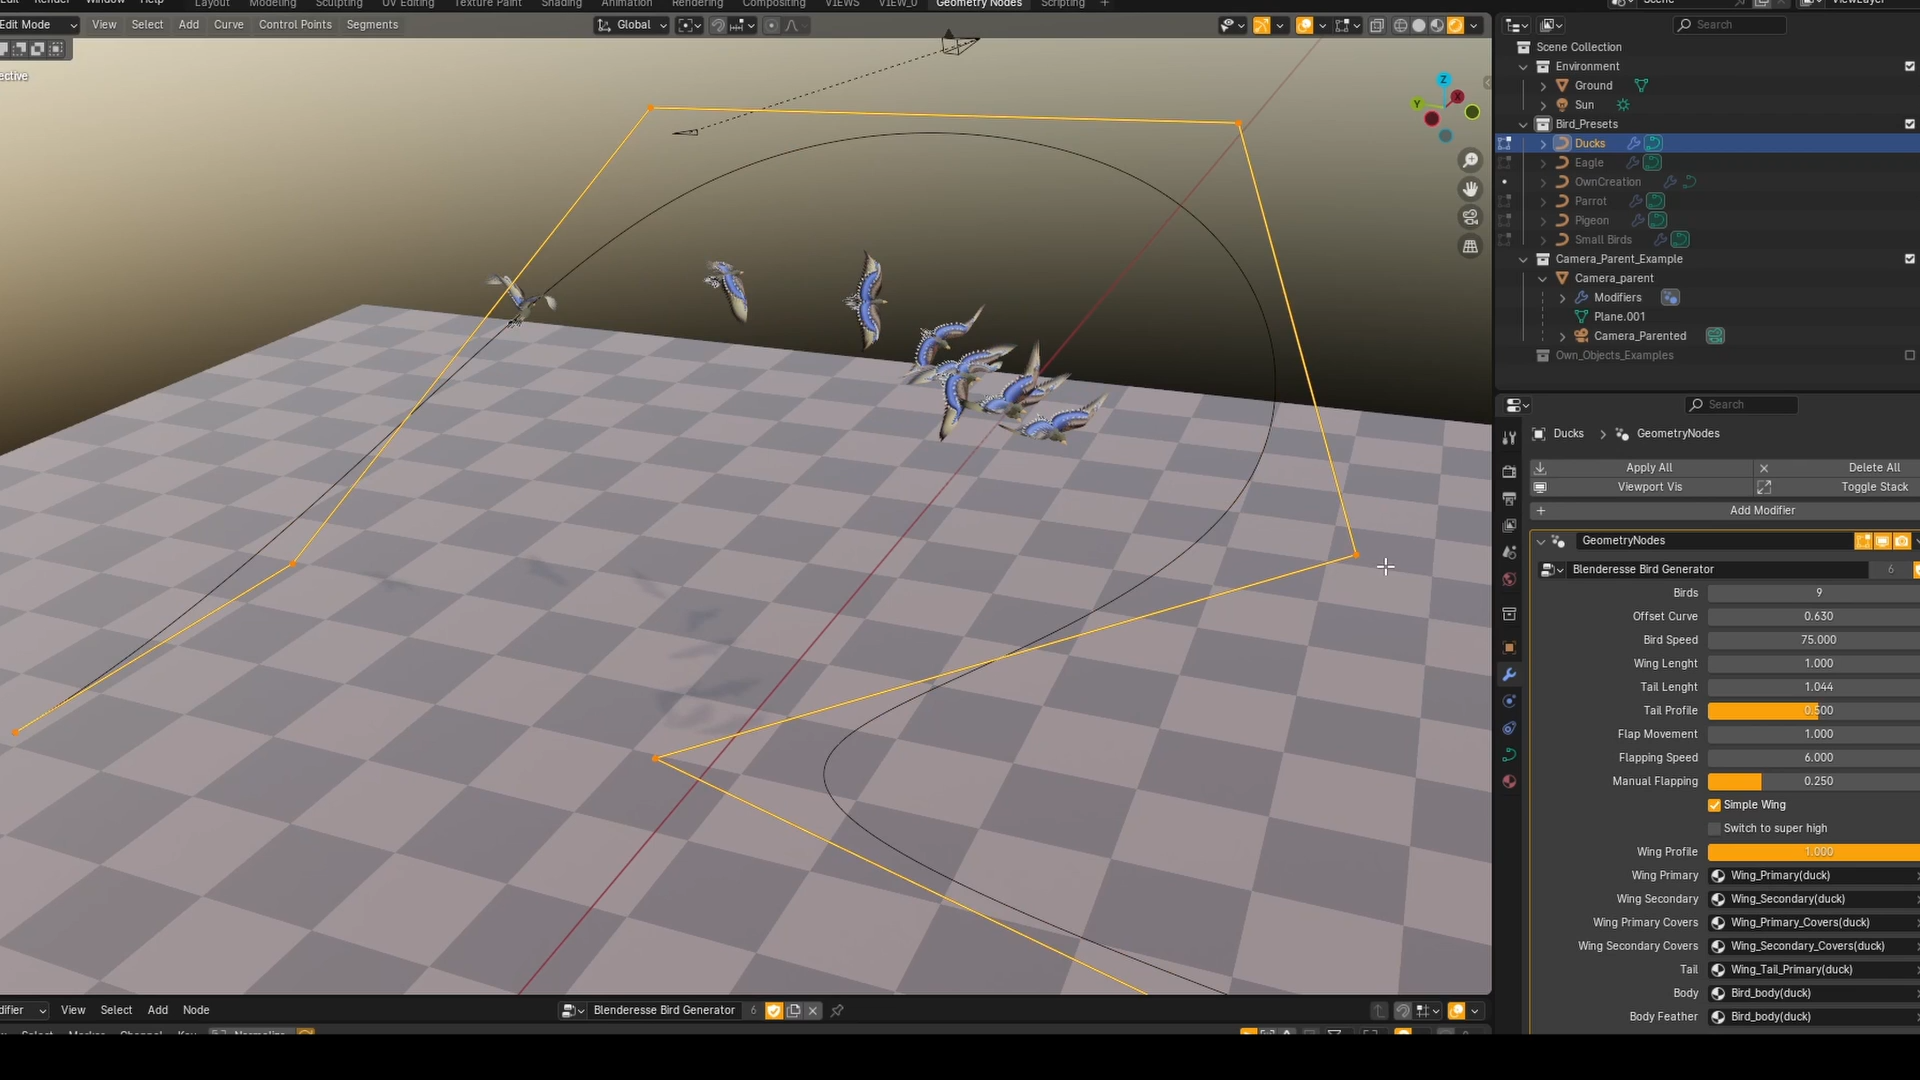 Layout Modeling Sculpting UV Editing Texture Paint Shading Animation Rendering Compositing VIEWS VIEW_0 Geometry Nodes Scripting +
Edit Mode View Select Add Curve Control Points Segments Global
Search
ective
Z
Y X
Scene Collection
Environment
Ground
Sun
Bird_Presets
Ducks
Eagle
OwnCreation
Parrot
Pigeon
Small Birds
Camera_Parent_Example
Camera_parent
Modifiers
Plane.001
Camera_Parented
Own_Objects_Examples
Search
Ducks > GeometryNodes
Apply All Delete All
Viewport Vis Toggle Stack
+ Add Modifier
GeometryNodes
Blenderesse Bird Generator 6
Birds 9
Offset Curve 0.630
Bird Speed 75.000
Wing Lenght 1.000
Tail Lenght 1.044
Tail Profile 0.500
Flap Movement 1.000
Flapping Speed 6.000
Manual Flapping 0.250
Simple Wing
Switch to super high
Wing Profile 1.000
Wing Primary Wing_Primary(duck)
Wing Secondary Wing_Secondary(duck)
Wing Primary Covers Wing_Primary_Covers(duck)
Wing Secondary Covers Wing_Secondary_Covers(duck)
Tail Wing_Tail_Primary(duck)
Body Bird_body(duck)
Body Feather Bird_body(duck)
difier View Select Add Node Blenderesse Bird Generator 6